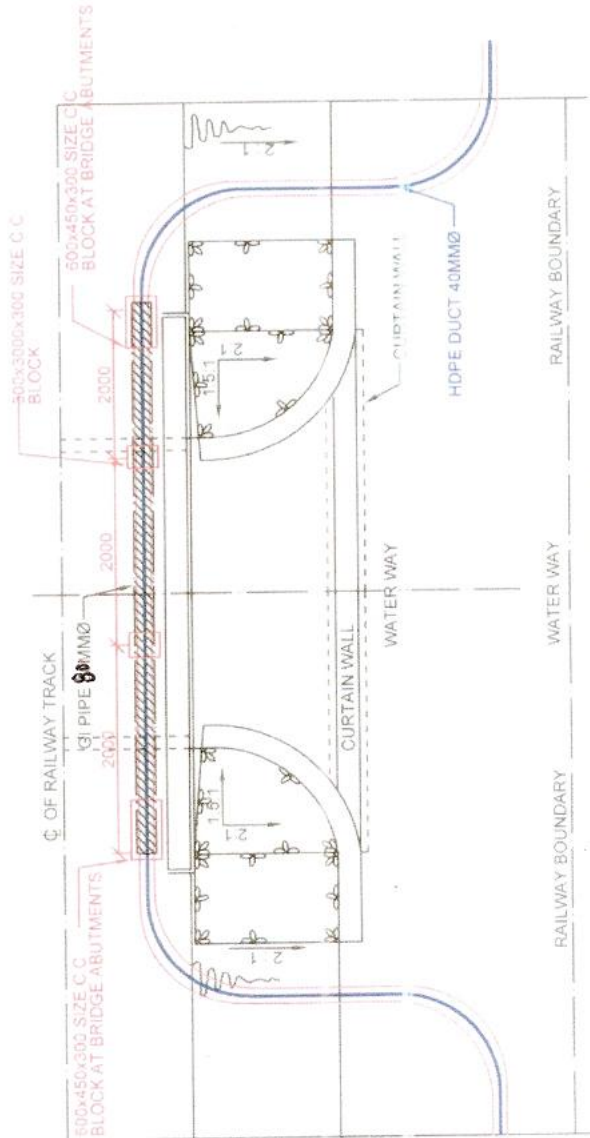 600x450x300 SIZE C.C
BLOCK AT BRIDGE ABUTMENTS
℄ OF RAILWAY TRACK
GI PIPE 80MMØ
300x300Cx300 SIZE C.C
BLOCK
600x450x300 SIZE C.C
BLOCK AT BRIDGE ABUTMENTS
2000
2000
2000
2:1
1.5:1
2:1
1.5:1
2:1
2:1
CURTAIN WALL
CURTAIN WALL
WATER WAY
HDPE DUCT 40MMØ
RAILWAY BOUNDARY
WATER WAY
RAILWAY BOUNDARY